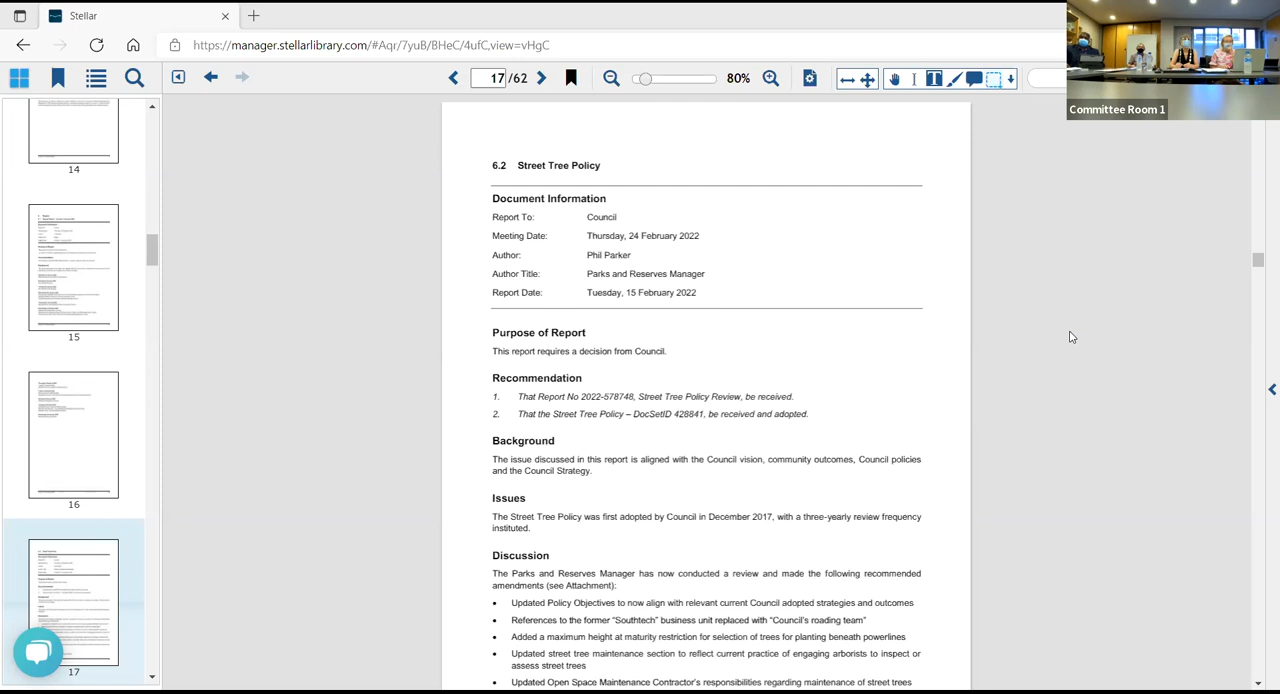 Stellar
https://manager.stellarlibrary.com/#Aqr/7yuB/BHeC/4ufC,view=vHgC
17 /62
80%
Committee Room 1
14
15
16
17
6.2 Street Tree Policy
Document Information
Report To: Council
Meeting Date: Thursday, 24 February 2022
Author: Phil Parker
Author Title: Parks and Reserves Manager
Report Date: Tuesday, 15 February 2022
Purpose of Report
This report requires a decision from Council.
Recommendation
1. That Report No 2022-578748, Street Tree Policy Review, be received.
2. That the Street Tree Policy – DocSetID 428841, be received and adopted.
Background
The issue discussed in this report is aligned with the Council vision, community outcomes, Council policies
and the Council Strategy.
Issues
The Street Tree Policy was first adopted by Council in December 2017, with a three-yearly review frequency
instituted.
Discussion
The Parks and Reserves Manager has now conducted a review and made the following recommended
amendments (see Attachment):
• Updated Policy Objectives to now align with relevant current Council adopted strategies and outcomes
• References to the former “Southtech” business unit replaced with “Council’s roading team”
• Added a maximum height at maturity restriction for selection of trees for planting beneath powerlines
• Updated street tree maintenance section to reflect current practice of engaging arborists to inspect or
assess street trees
• Updated Open Space Maintenance Contractor’s responsibilities regarding maintenance of street trees